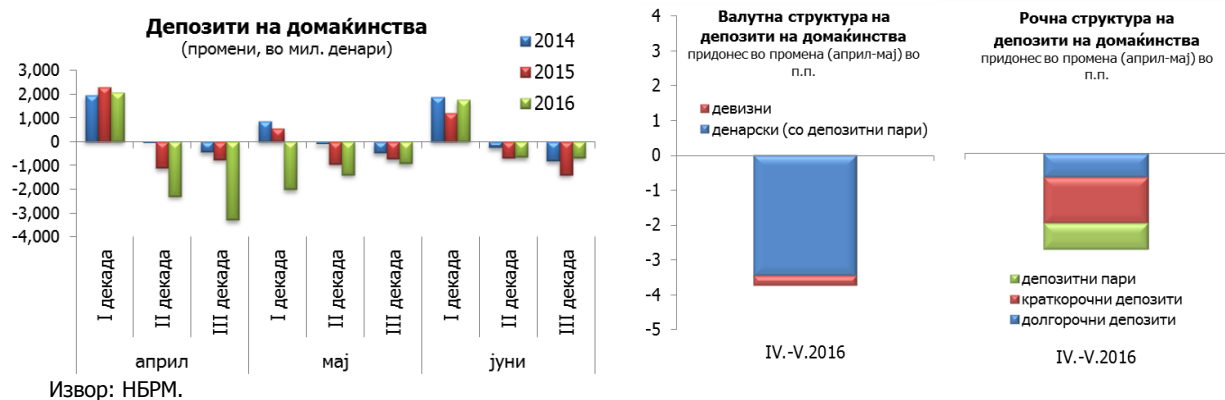 Депозити на домаќинства
(промени, во мил. денари)
2014
2015
2016
3,000
2,000
1,000
0
-1,000
-2,000
-3,000
-4,000
I декада
II декада
III декада
I декада
II декада
III декада
I декада
II декада
III декада
април
мај
јуни
Извор: НБРМ.
Валутна структура на
депозити на домаќинства
придонес во промена (април-мај) во
п.п.
девизни
денарски (со депозитни пари)
4
3
2
1
0
-1
-2
-3
-4
-5
IV.-V.2016
Рочна структура на
депозити на домаќинства
придонес во промена (април-мај) во
п.п.
депозитни пари
краткорочни депозити
долгорочни депозити
IV.-V.2016